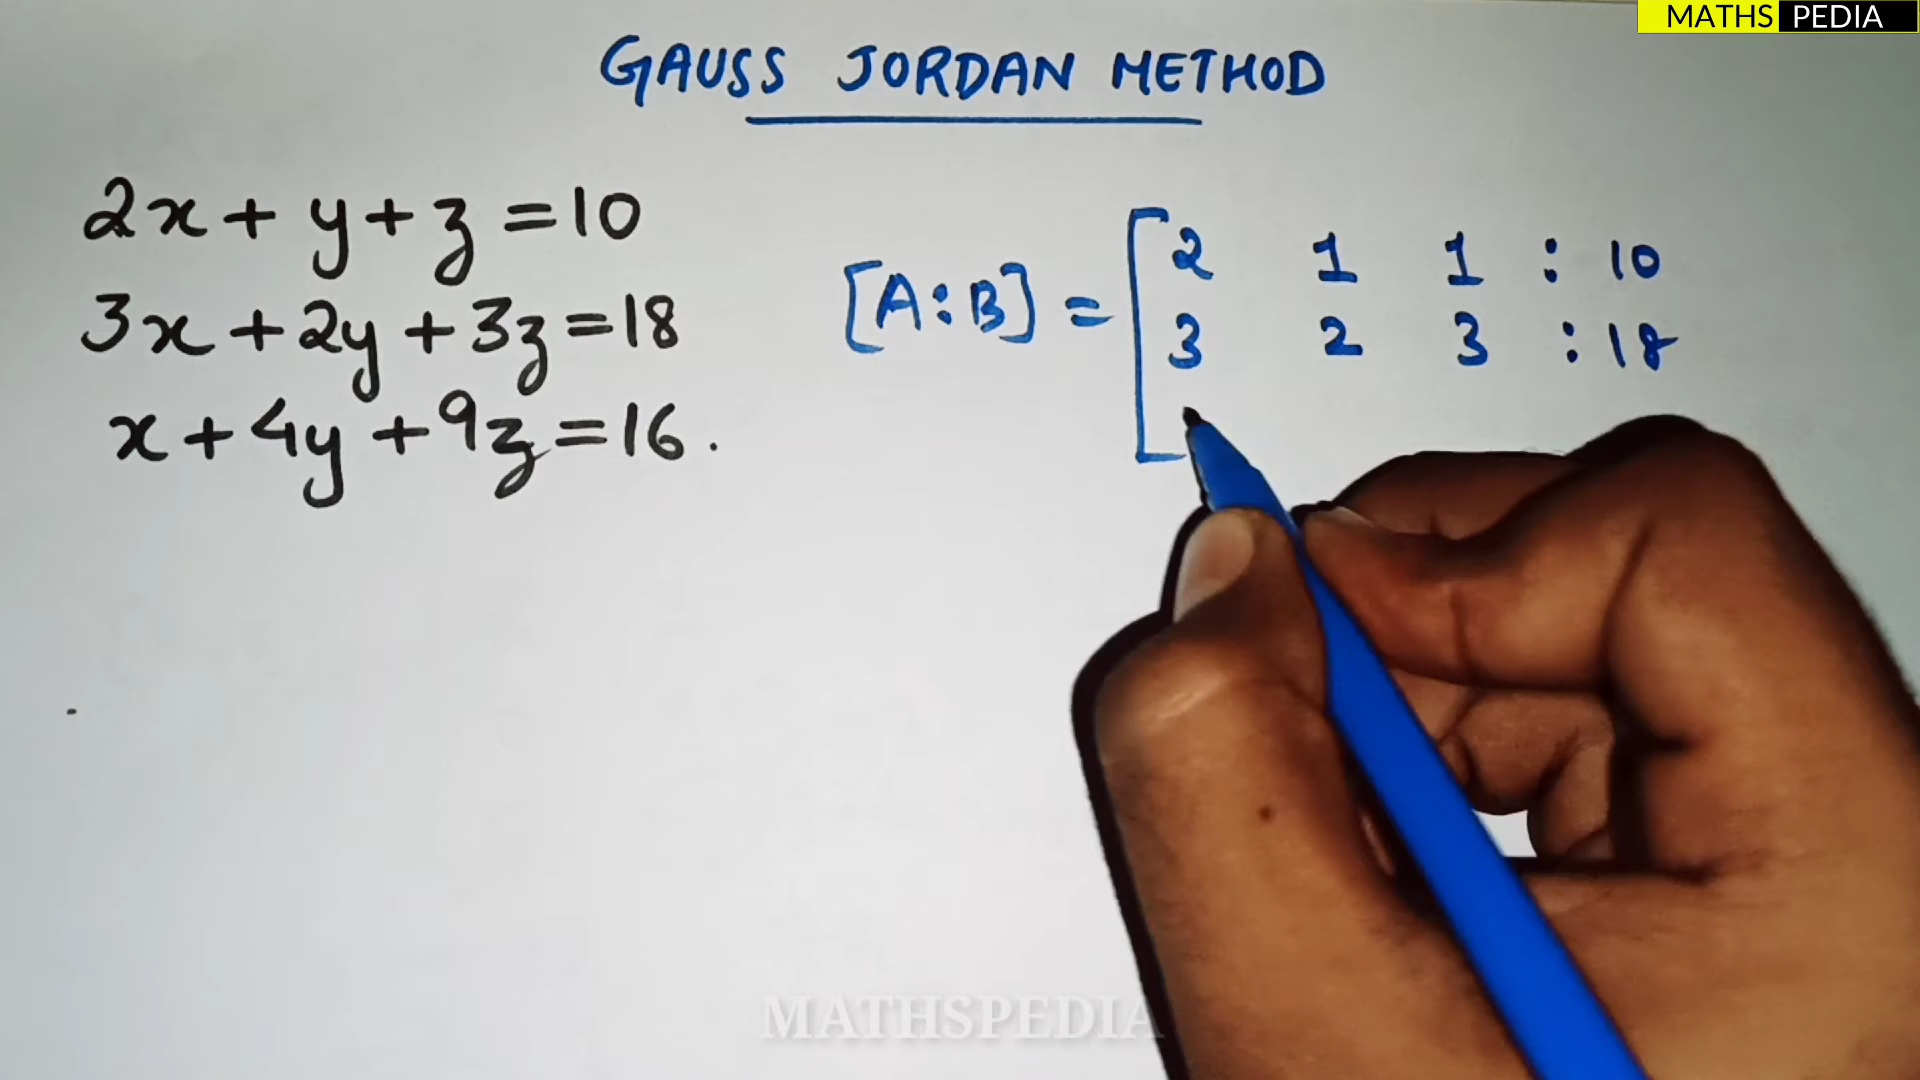 MATHS PEDIA
GAUSS JORDAN METHOD
2x + y + z = 10
3x + 2y + 3z = 18
x + 4y + 9z = 16.
[A:B] = [2 1 1 : 10
3 2 3 : 18
MATHSPEDIA